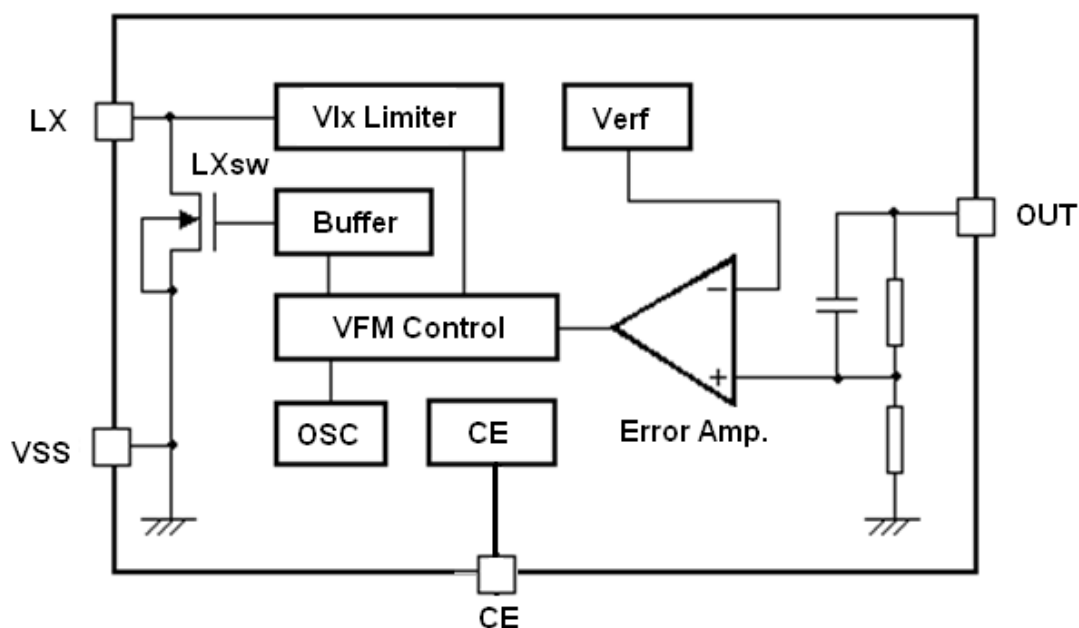 LX
Vlx Limiter
Verf
LXsw
Buffer
OUT
VFM Control
−
+
Error Amp.
OSC
CE
VSS
CE